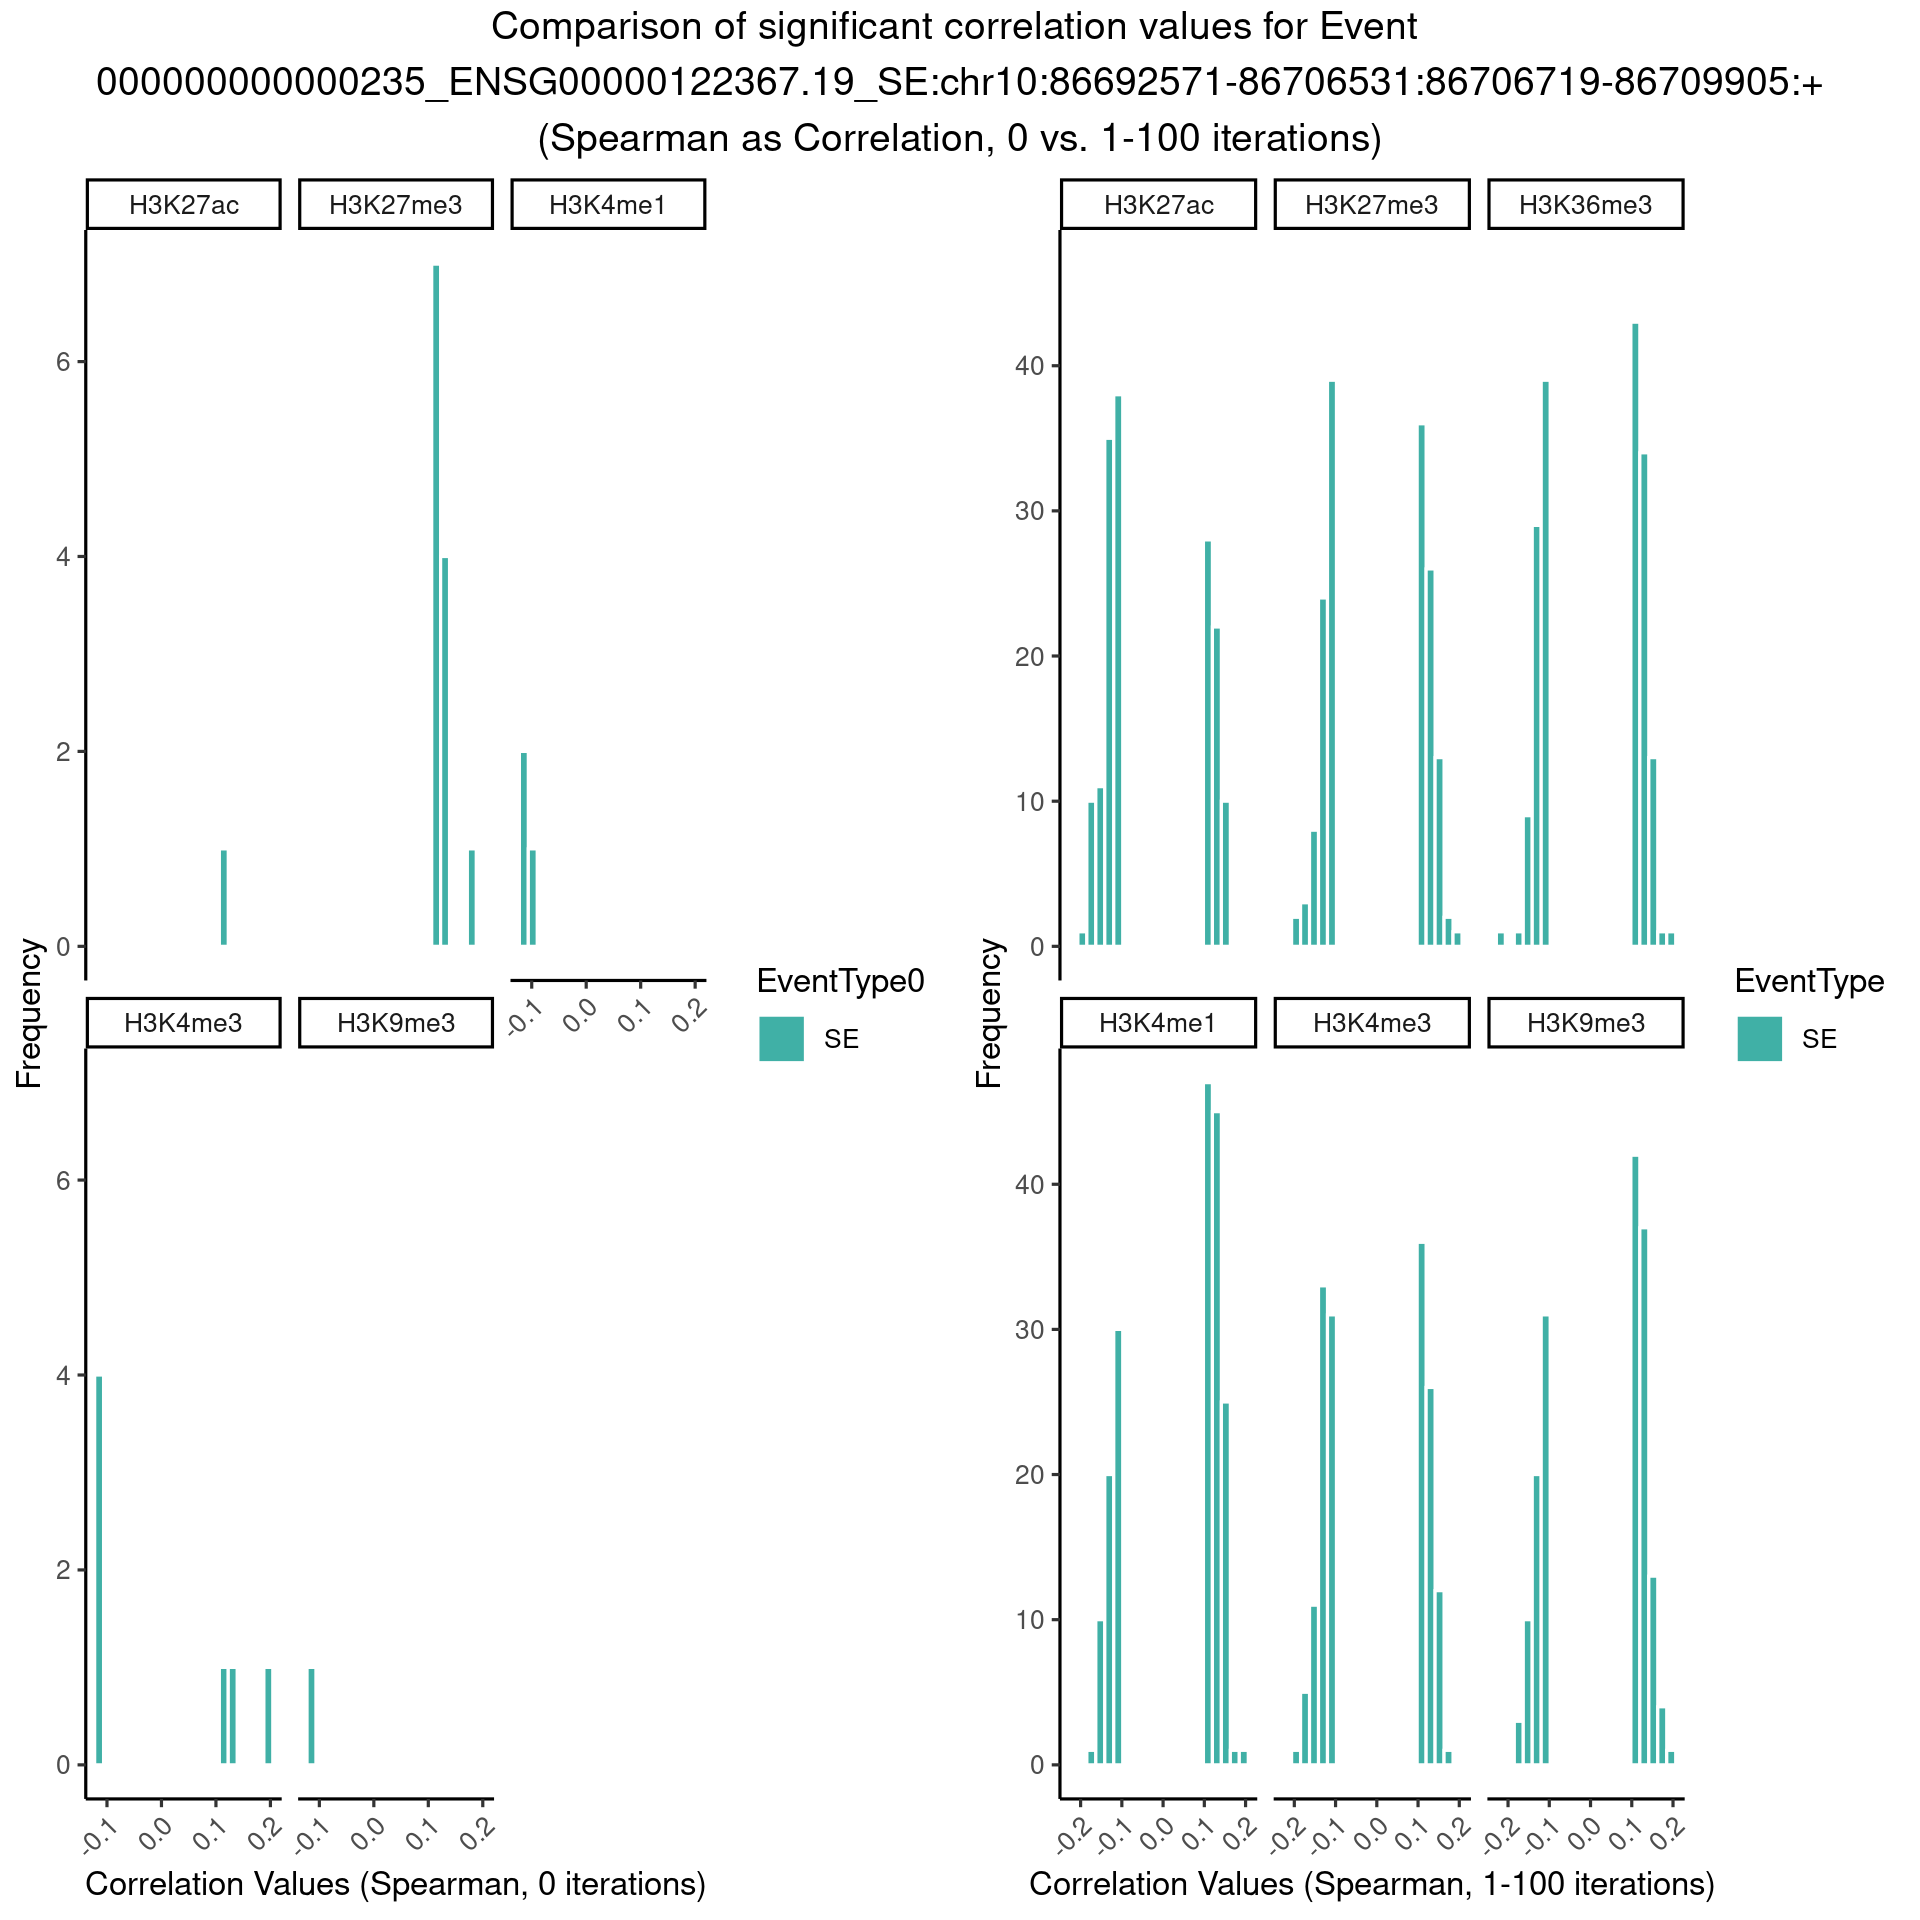 Comparison of significant correlation values for Event
000000000000235_ENSG00000122367.19_SE:chr10:86692571-86706531:86706719-86709905:+
(Spearman as Correlation, 0 vs. 1-100 iterations)
H3K27ac
H3K27me3
H3K4me1
6
4
2
0
-0.1
0.0
0.1
0.2
H3K4me3
H3K9me3
6
4
2
0
-0.1
0.0
0.1
0.2
-0.1
0.0
0.1
0.2
Frequency
Correlation Values (Spearman, 0 iterations)
EventType0
SE
H3K27ac
H3K27me3
H3K36me3
40
30
20
10
0
H3K4me1
H3K4me3
H3K9me3
40
30
20
10
0
-0.2
-0.1
0.0
0.1
0.2
-0.2
-0.1
0.0
0.1
0.2
-0.2
-0.1
0.0
0.1
0.2
Frequency
Correlation Values (Spearman, 1-100 iterations)
EventType
SE